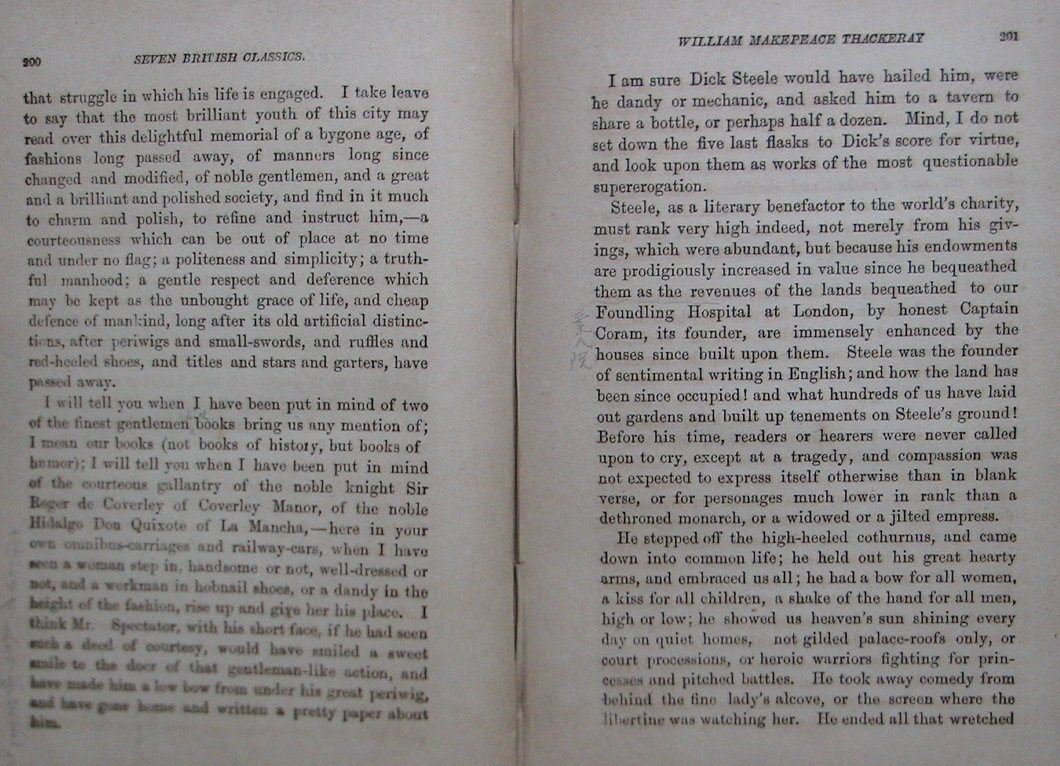 200
SEVEN BRITISH CLASSICS.
that struggle in which his life is engaged. I take leave
to say that the most brilliant youth of this city may
read over this delightful memorial of a bygone age, of
fashions long passed away, of manners long since
changed and modified, of noble gentlemen, and a great
and a brilliant and polished society, and find in it much
to charm and polish, to refine and instruct him,—a
courteousness which can be out of place at no time
and under no flag; a politeness and simplicity; a truth-
ful manhood; a gentle respect and deference which
may be kept as the unbought grace of life, and cheap
defence of mankind, long after its old artificial distinc-
tions, after periwigs and small-swords, and ruffles and
red-heeled shoes, and titles and stars and garters, have
passed away.
I will tell you when I have been put in mind of two
of the finest gentlemen books bring us any mention of;
I mean our books (not books of history, but books of
humor); I will tell you when I have been put in mind
of the courteous gallantry of the noble knight Sir
Roger de Coverley of Coverley Manor, of the noble
Hidalgo Don Quixote of La Mancha,—here in your
own omnibus-carriages and railway-cars, when I have
seen a woman step in, handsome or not, well-dressed or
not, and a workman in hobnail shoes, or a dandy in the
height of the fashion, rise up and give her his place. I
think Mr. Spectator, with his short face, if he had seen
such a deed of courtesy, would have smiled a sweet
smile to the doer of that gentleman-like action, and
have made him a low bow from under his great periwig,
and have gone home and written a pretty paper about
him.
WILLIAM MAKEPEACE THACKERAY
201
I am sure Dick Steele would have hailed him, were
he dandy or mechanic, and asked him to a tavern to
share a bottle, or perhaps half a dozen. Mind, I do not
set down the five last flasks to Dick's score for virtue,
and look upon them as works of the most questionable
supererogation.
Steele, as a literary benefactor to the world's charity,
must rank very high indeed, not merely from his giv-
ings, which were abundant, but because his endowments
are prodigiously increased in value since he bequeathed
them as the revenues of the lands bequeathed to our
Foundling Hospital at London, by honest Captain
Coram, its founder, are immensely enhanced by the
houses since built upon them. Steele was the founder
of sentimental writing in English; and how the land has
been since occupied! and what hundreds of us have laid
out gardens and built up tenements on Steele's ground!
Before his time, readers or hearers were never called
upon to cry, except at a tragedy, and compassion was
not expected to express itself otherwise than in blank
verse, or for personages much lower in rank than a
dethroned monarch, or a widowed or a jilted empress.
He stepped off the high-heeled cothurnus, and came
down into common life; he held out his great hearty
arms, and embraced us all; he had a bow for all women,
a kiss for all children, a shake of the hand for all men,
high or low; he showed us heaven's sun shining every
day on quiet homes, not gilded palace-roofs only, or
court processions, or heroic warriors fighting for prin-
cesses and pitched battles. He took away comedy from
behind the fine lady's alcove, or the screen where the
libertine was watching her. He ended all that wretched